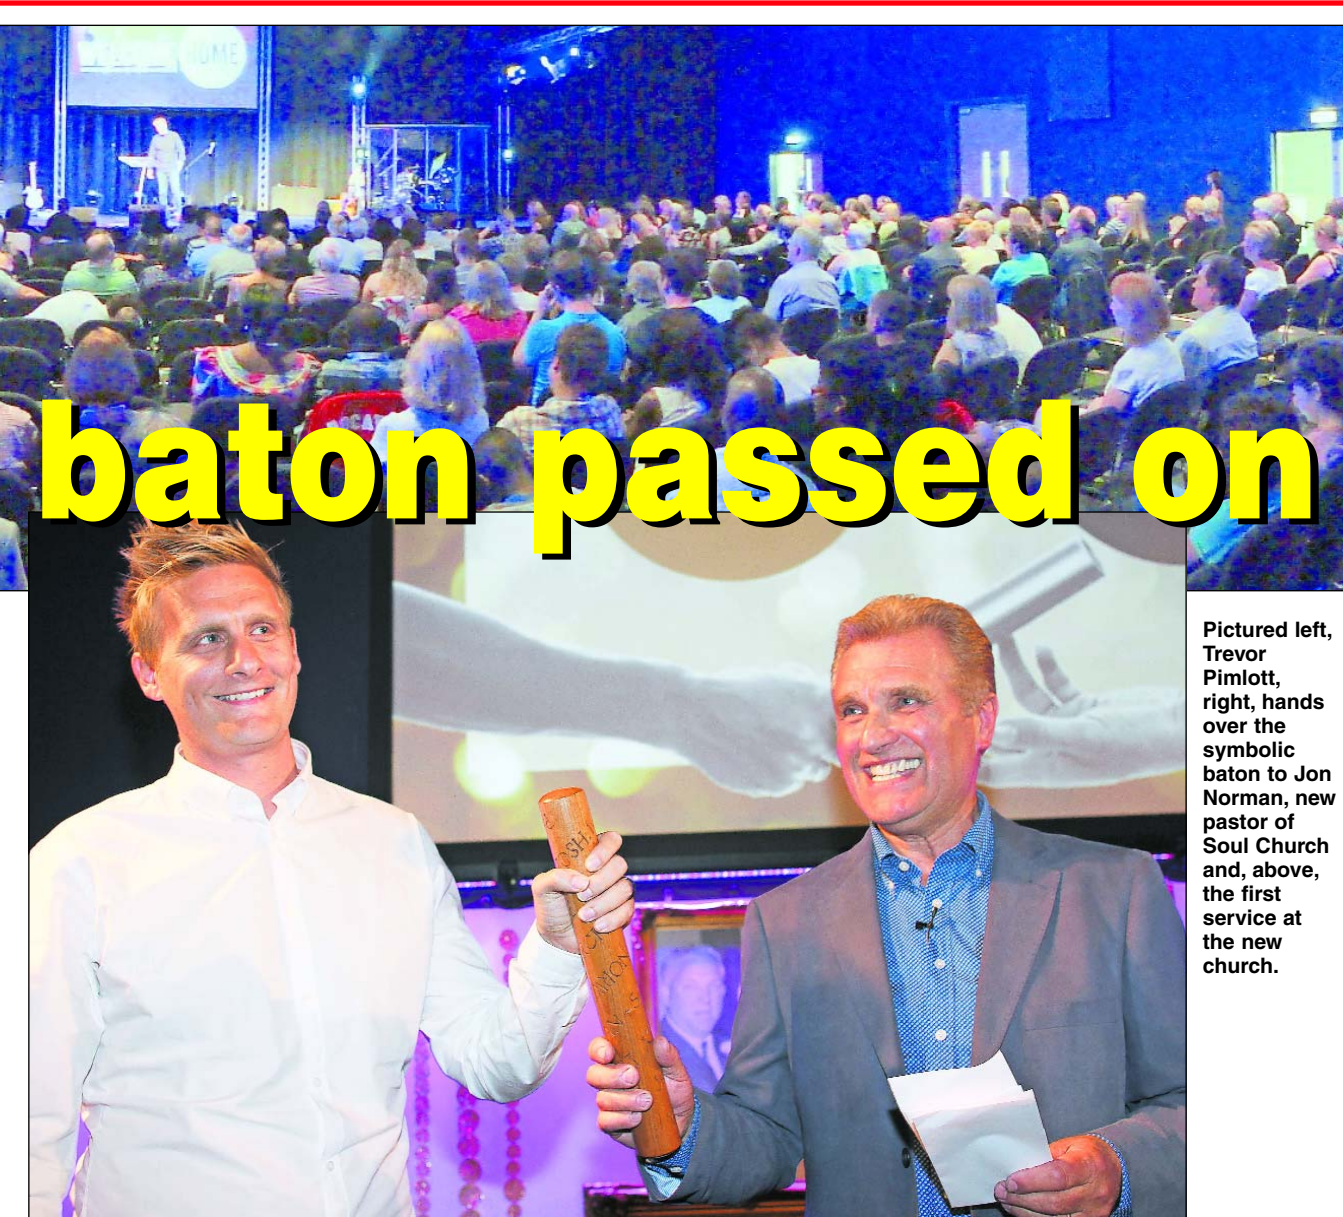 HOME
baton passed on
Pictured left,
Trevor
Pimlott,
right, hands
over the
symbolic
baton to Jon
Norman, new
pastor of
Soul Church
and, above,
the first
service at
the new
church.